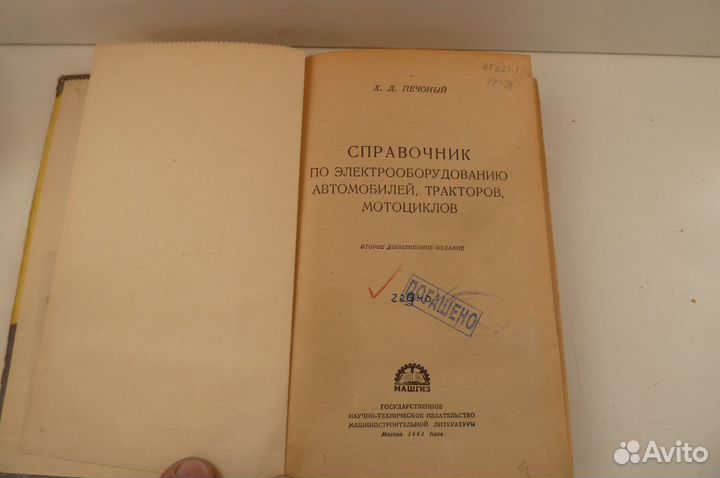 Х. Д. ПЕЧОНЫЙ
СПРАВОЧНИК
ПО ЭЛЕКТРООБОРУДОВАНИЮ
АВТОМОБИЛЕЙ, ТРАКТОРОВ,
МОТОЦИКЛОВ
ВТОРОЕ ДОПОЛНЕННОЕ ИЗДАНИЕ
ПОГАШЕНО
МАШГИЗ
ГОСУДАРСТВЕННОЕ
НАУЧНО-ТЕХНИЧЕСКОЕ ИЗДАТЕЛЬСТВО
МАШИНОСТРОИТЕЛЬНОЙ ЛИТЕРАТУРЫ
Москва 1961 Киев
Avito